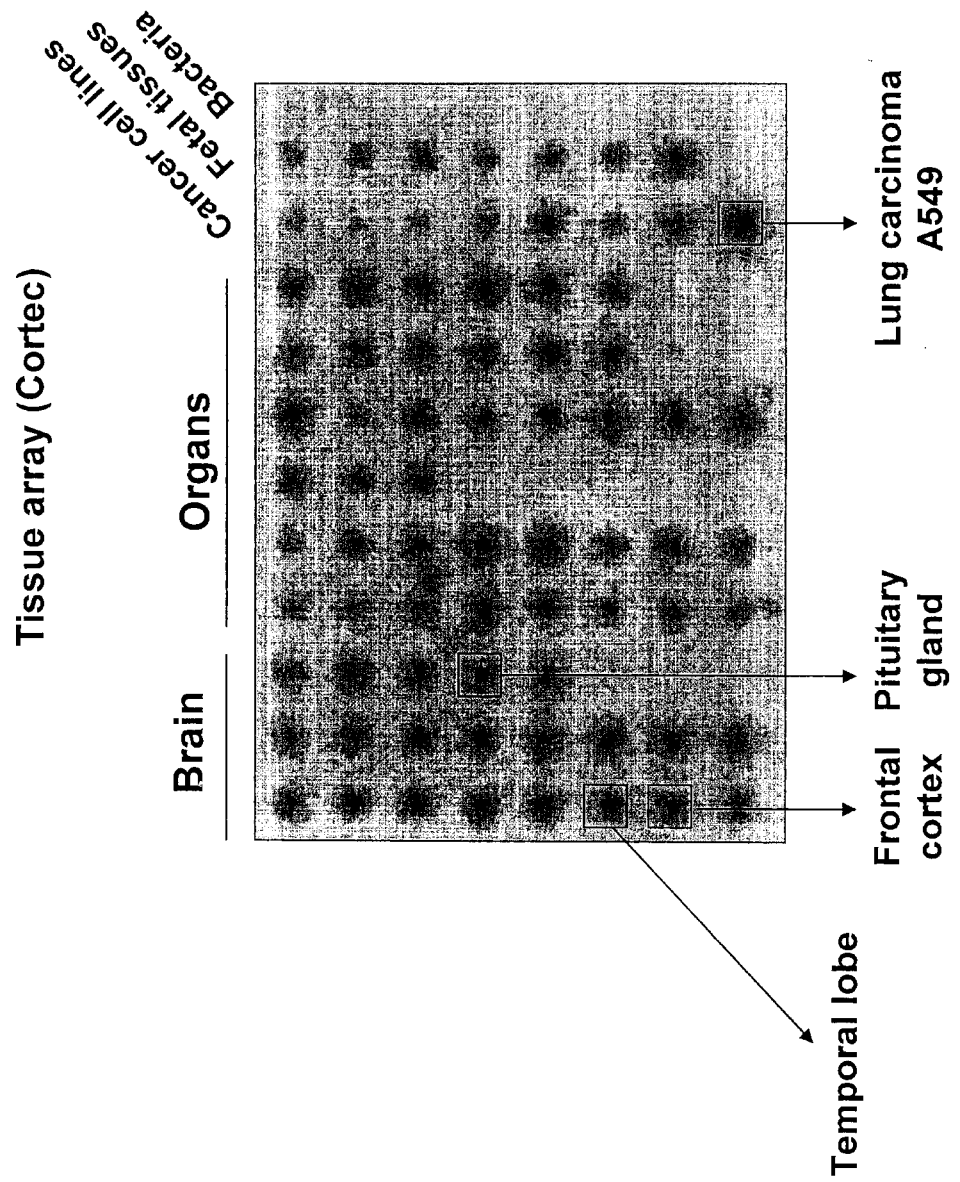 Tissue array (Cortec)
Brain
Organs
Cancer cell lines
Fetal tissues
Bacteria
Temporal lobe
Frontal
cortex
Pituitary
gland
Lung carcinoma
A549